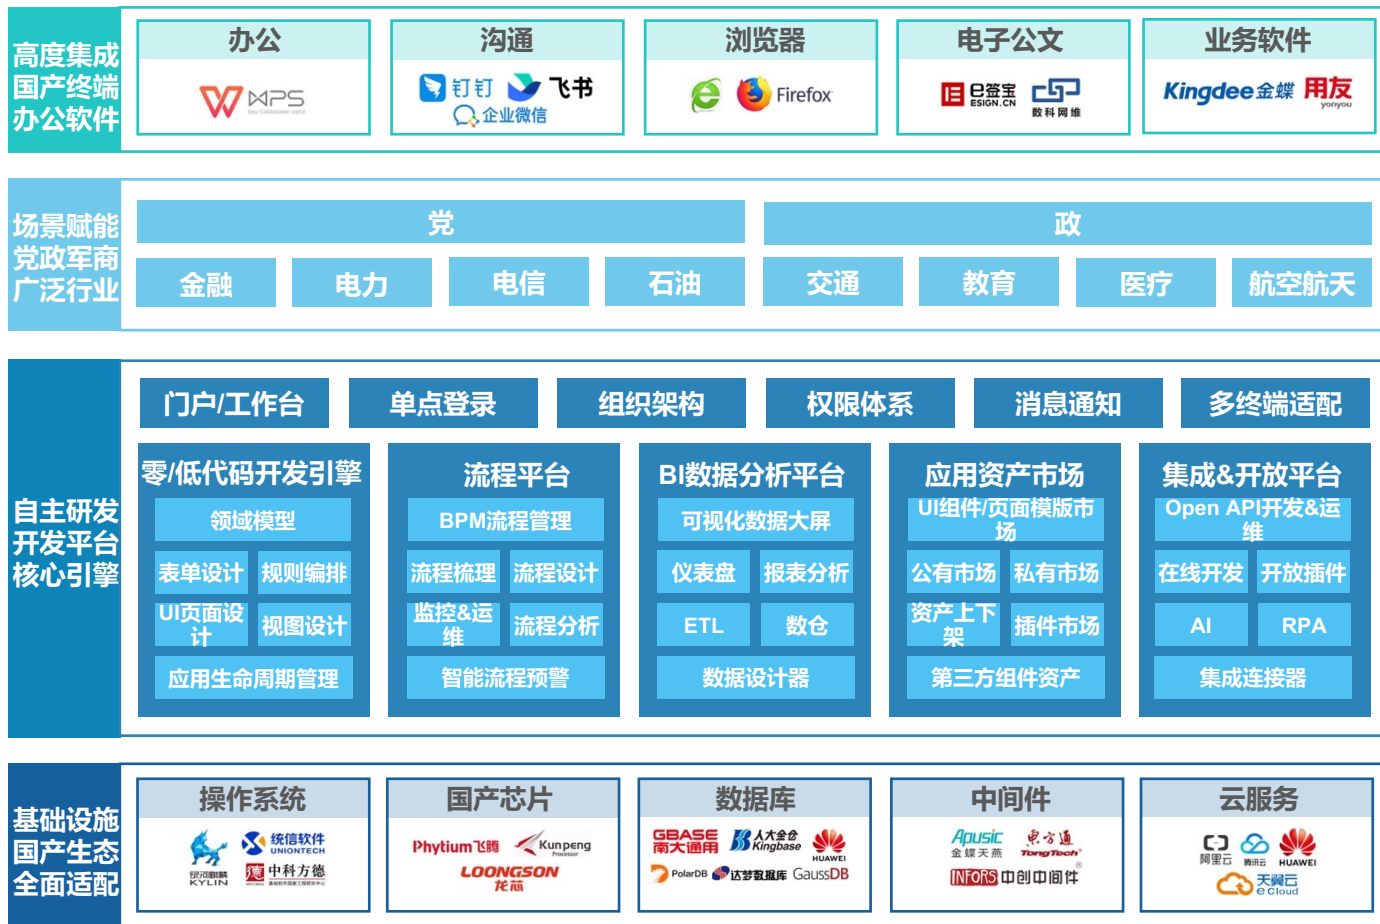 高度集成
国产终端
办公软件
办公
沟通
浏览器
电子公文
业务软件
WPS
Easy·Collaborative·Joyful
钉钉
飞书
企业微信
Firefox
e签宝
ESIGN.CN
数科网维
Kingdee金蝶
用友
yonyou
场景赋能
党政军商
广泛行业
党
政
金融
电力
电信
石油
交通
教育
医疗
航空航天
自主研发
开发平台
核心引擎
门户/工作台
单点登录
组织架构
权限体系
消息通知
多终端适配
零/低代码开发引擎
领域模型
表单设计
规则编排
UI页面设
计
视图设计
应用生命周期管理
流程平台
BPM流程管理
流程梳理
流程设计
监控&运
维
流程分析
智能流程预警
BI数据分析平台
可视化数据大屏
仪表盘
报表分析
ETL
数仓
数据设计器
应用资产市场
UI组件/页面模版市
场
公有市场
私有市场
资产上下
架
插件市场
第三方组件资产
集成&开放平台
Open API开发&运
维
在线开发
开放插件
AI
RPA
集成连接器
基础设施
国产生态
全面适配
操作系统
国产芯片
数据库
中间件
云服务
银河麒麟
KYLIN
统信软件
UNIONTECH
中科方德
Phytium飞腾
Kunpeng
Processor
LOONGSON
龙芯
GBASE
南大通用
人大金仓
Kingbase
HUAWEI
PolarDB
达梦数据库
GaussDB
Apusic
金蝶天燕
东方通
TongTech®
INFORS中创中间件®
阿里云
腾讯云
HUAWEI
天翼云
e Cloud